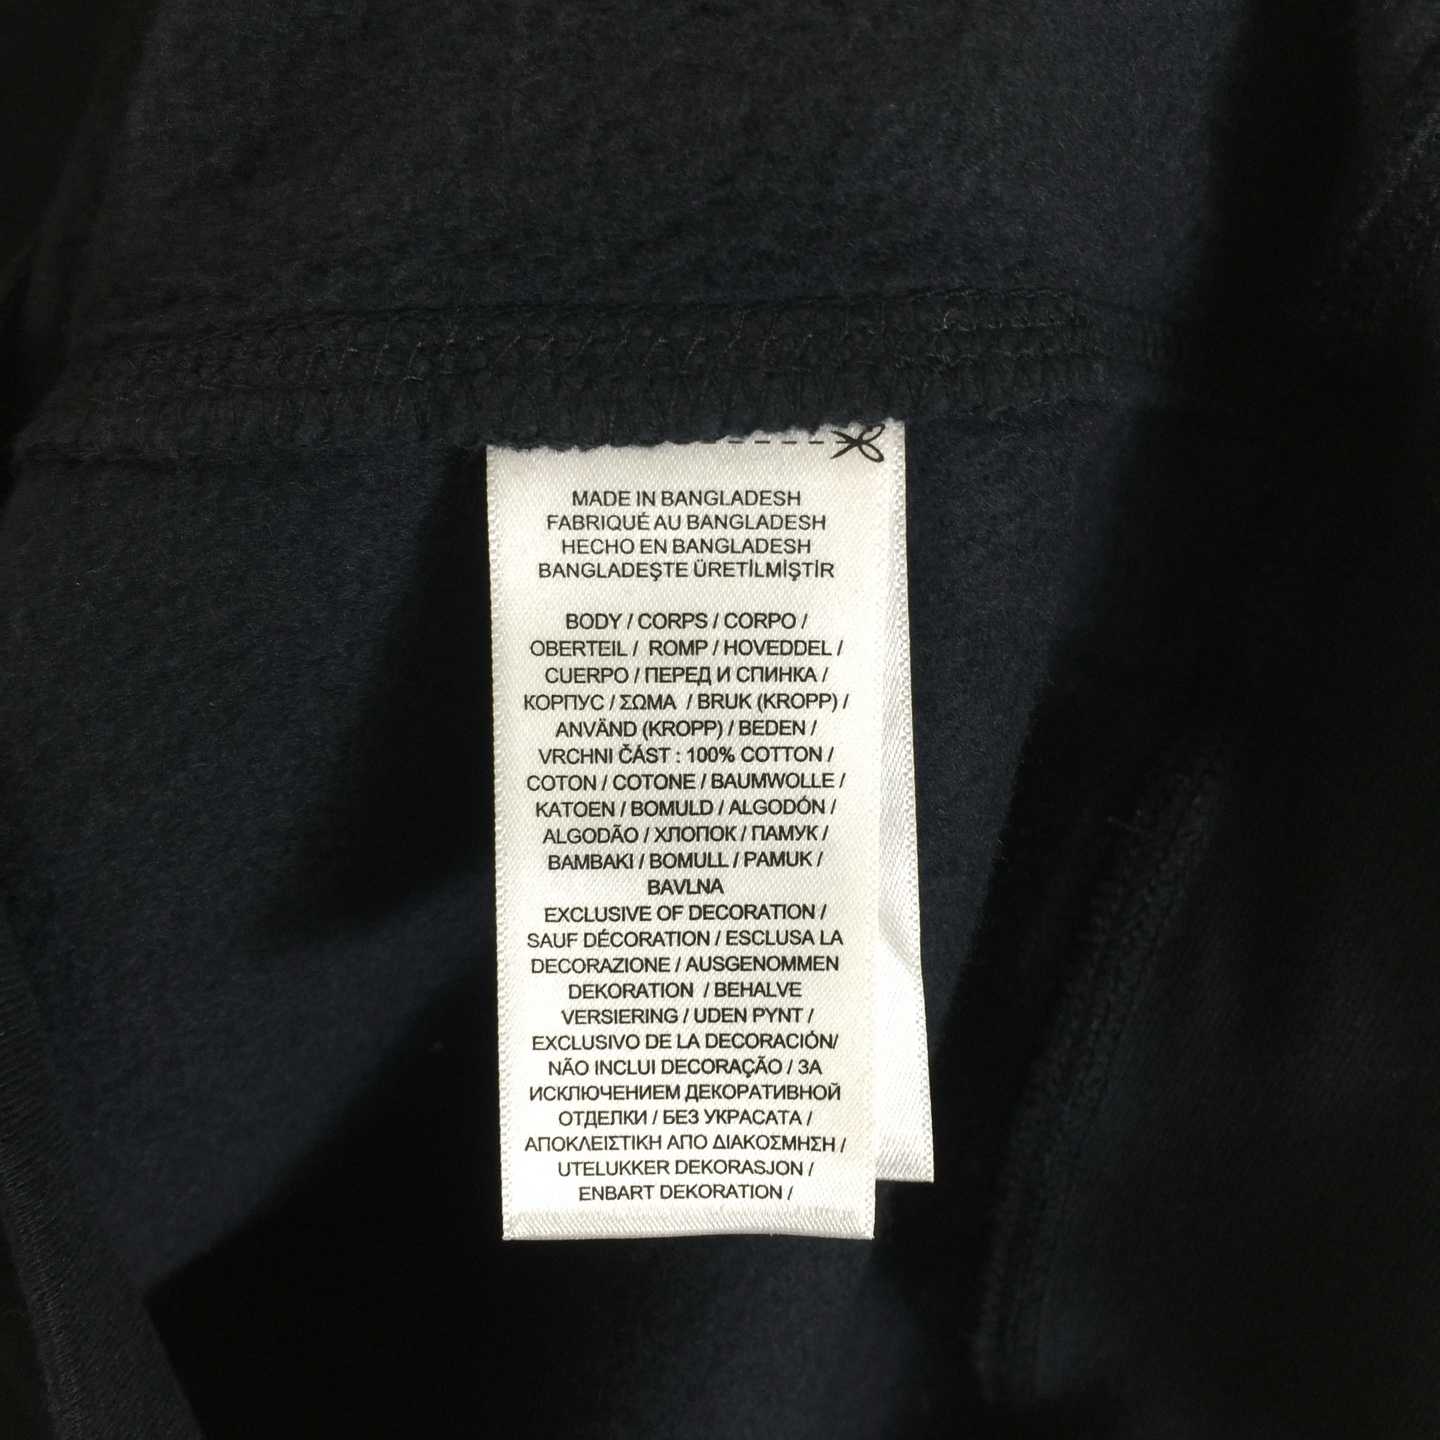 MADE IN BANGLADESH
FABRIQUÉ AU BANGLADESH
HECHO EN BANGLADESH
BANGLADEŞTE ÜRETİLMİŞTİR
BODY / CORPS / CORPO /
OBERTEIL / ROMP / HOVEDDEL /
CUERPO / ПЕРЕД И СПИНКА /
КОРПУС / ΣΩΜΑ / BRUK (KROPP) /
ANVÄND (KROPP) / BEDEN /
VRCHNI ČÁST : 100% COTTON /
COTON / COTONE / BAUMWOLLE /
KATOEN / BOMULD / ALGODÓN /
ALGODÃO / ХЛОПОК / ПАМУК /
BAMBAKI / BOMULL / PAMUK /
BAVLNA
EXCLUSIVE OF DECORATION /
SAUF DÉCORATION / ESCLUSA LA
DECORAZIONE / AUSGENOMMEN
DEKORATION / BEHALVE
VERSIERING / UDEN PYNT /
EXCLUSIVO DE LA DECORACIÓN/
NÃO INCLUI DECORAÇÃO / ЗА
ИСКЛЮЧЕНИЕМ ДЕКОРАТИВНОЙ
ОТДЕЛКИ / БЕЗ УКРАСАТА /
ΑΠΟΚΛΕΙΣΤΙΚΗ ΑΠΟ ΔΙΑΚΟΣΜΗΣΗ /
UTELUKKER DEKORASJON /
ENBART DEKORATION /